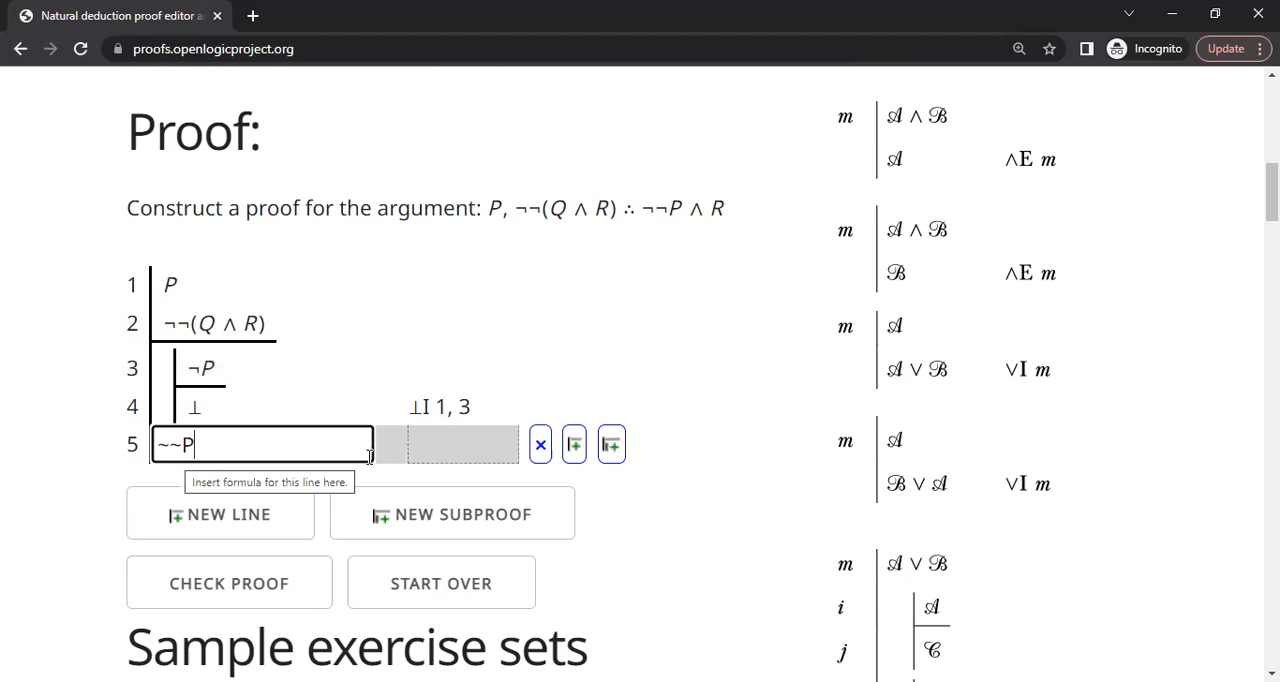 Natural deduction proof editor a
proofs.openlogicproject.org
Incognito
Update
Proof:
Construct a proof for the argument: P, ¬¬(Q ∧ R) ∴ ¬¬P ∧ R
1 P
2 ¬¬(Q ∧ R)
3 ¬P
4 ⊥ ⊥I 1, 3
5 ~~P
Insert formula for this line here.
NEW LINE NEW SUBPROOF
CHECK PROOF START OVER
Sample exercise sets
m 𝒜 ∧ ℬ
𝒜 ∧E m
m 𝒜 ∧ ℬ
ℬ ∧E m
m 𝒜
𝒜 ∨ ℬ ∨I m
m 𝒜
ℬ ∨ 𝒜 ∨I m
m 𝒜 ∨ ℬ
i 𝒜
j 𝒞